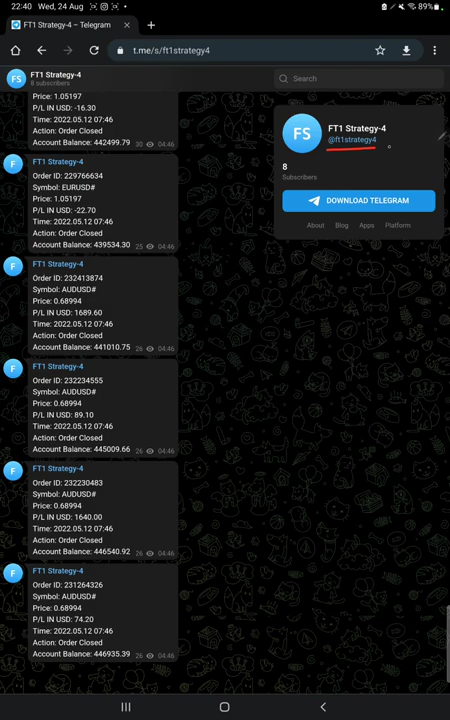 22:40 Wed, 24 Aug 89%
FT1 Strategy-4 – Telegram
t.me/s/ft1strategy4
FS
FT1 Strategy-4
8 subscribers
Search
Price: 1.05197
P/L IN USD: -16.30
Time: 2022.05.12 07:46
Action: Order Closed
Account Balance: 442499.79 30 04:46
F
FT1 Strategy-4
Order ID: 229766634
Symbol: EURUSD#
Price: 1.05197
P/L IN USD: -22.70
Time: 2022.05.12 07:46
Action: Order Closed
Account Balance: 439534.30 25 04:46
F
FT1 Strategy-4
Order ID: 232413874
Symbol: AUDUSD#
Price: 0.68994
P/L IN USD: 1689.60
Time: 2022.05.12 07:46
Action: Order Closed
Account Balance: 441010.75 26 04:46
F
FT1 Strategy-4
Order ID: 232234555
Symbol: AUDUSD#
Price: 0.68994
P/L IN USD: 89.10
Time: 2022.05.12 07:46
Action: Order Closed
Account Balance: 445009.66 26 04:46
F
FT1 Strategy-4
Order ID: 232230483
Symbol: AUDUSD#
Price: 0.68994
P/L IN USD: 1640.00
Time: 2022.05.12 07:46
Action: Order Closed
Account Balance: 446540.92 26 04:46
F
FT1 Strategy-4
Order ID: 231264326
Symbol: AUDUSD#
Price: 0.68994
P/L IN USD: 74.20
Time: 2022.05.12 07:46
Action: Order Closed
Account Balance: 446935.39 26 04:46
FS
FT1 Strategy-4
@ft1strategy4
8
Subscribers
DOWNLOAD TELEGRAM
About Blog Apps Platform